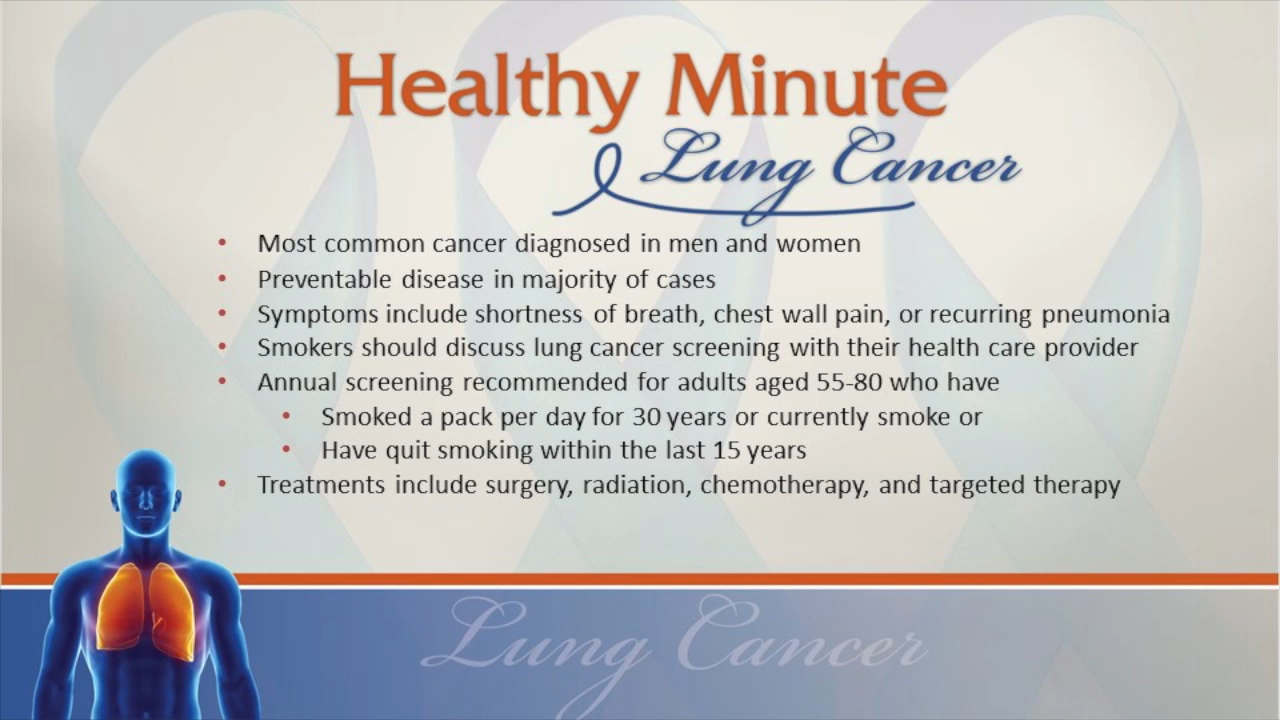 Healthy Minute
Lung Cancer
• Most common cancer diagnosed in men and women
• Preventable disease in majority of cases
• Symptoms include shortness of breath, chest wall pain, or recurring pneumonia
• Smokers should discuss lung cancer screening with their health care provider
• Annual screening recommended for adults aged 55-80 who have
• Smoked a pack per day for 30 years or currently smoke or
• Have quit smoking within the last 15 years
• Treatments include surgery, radiation, chemotherapy, and targeted therapy
Lung Cancer